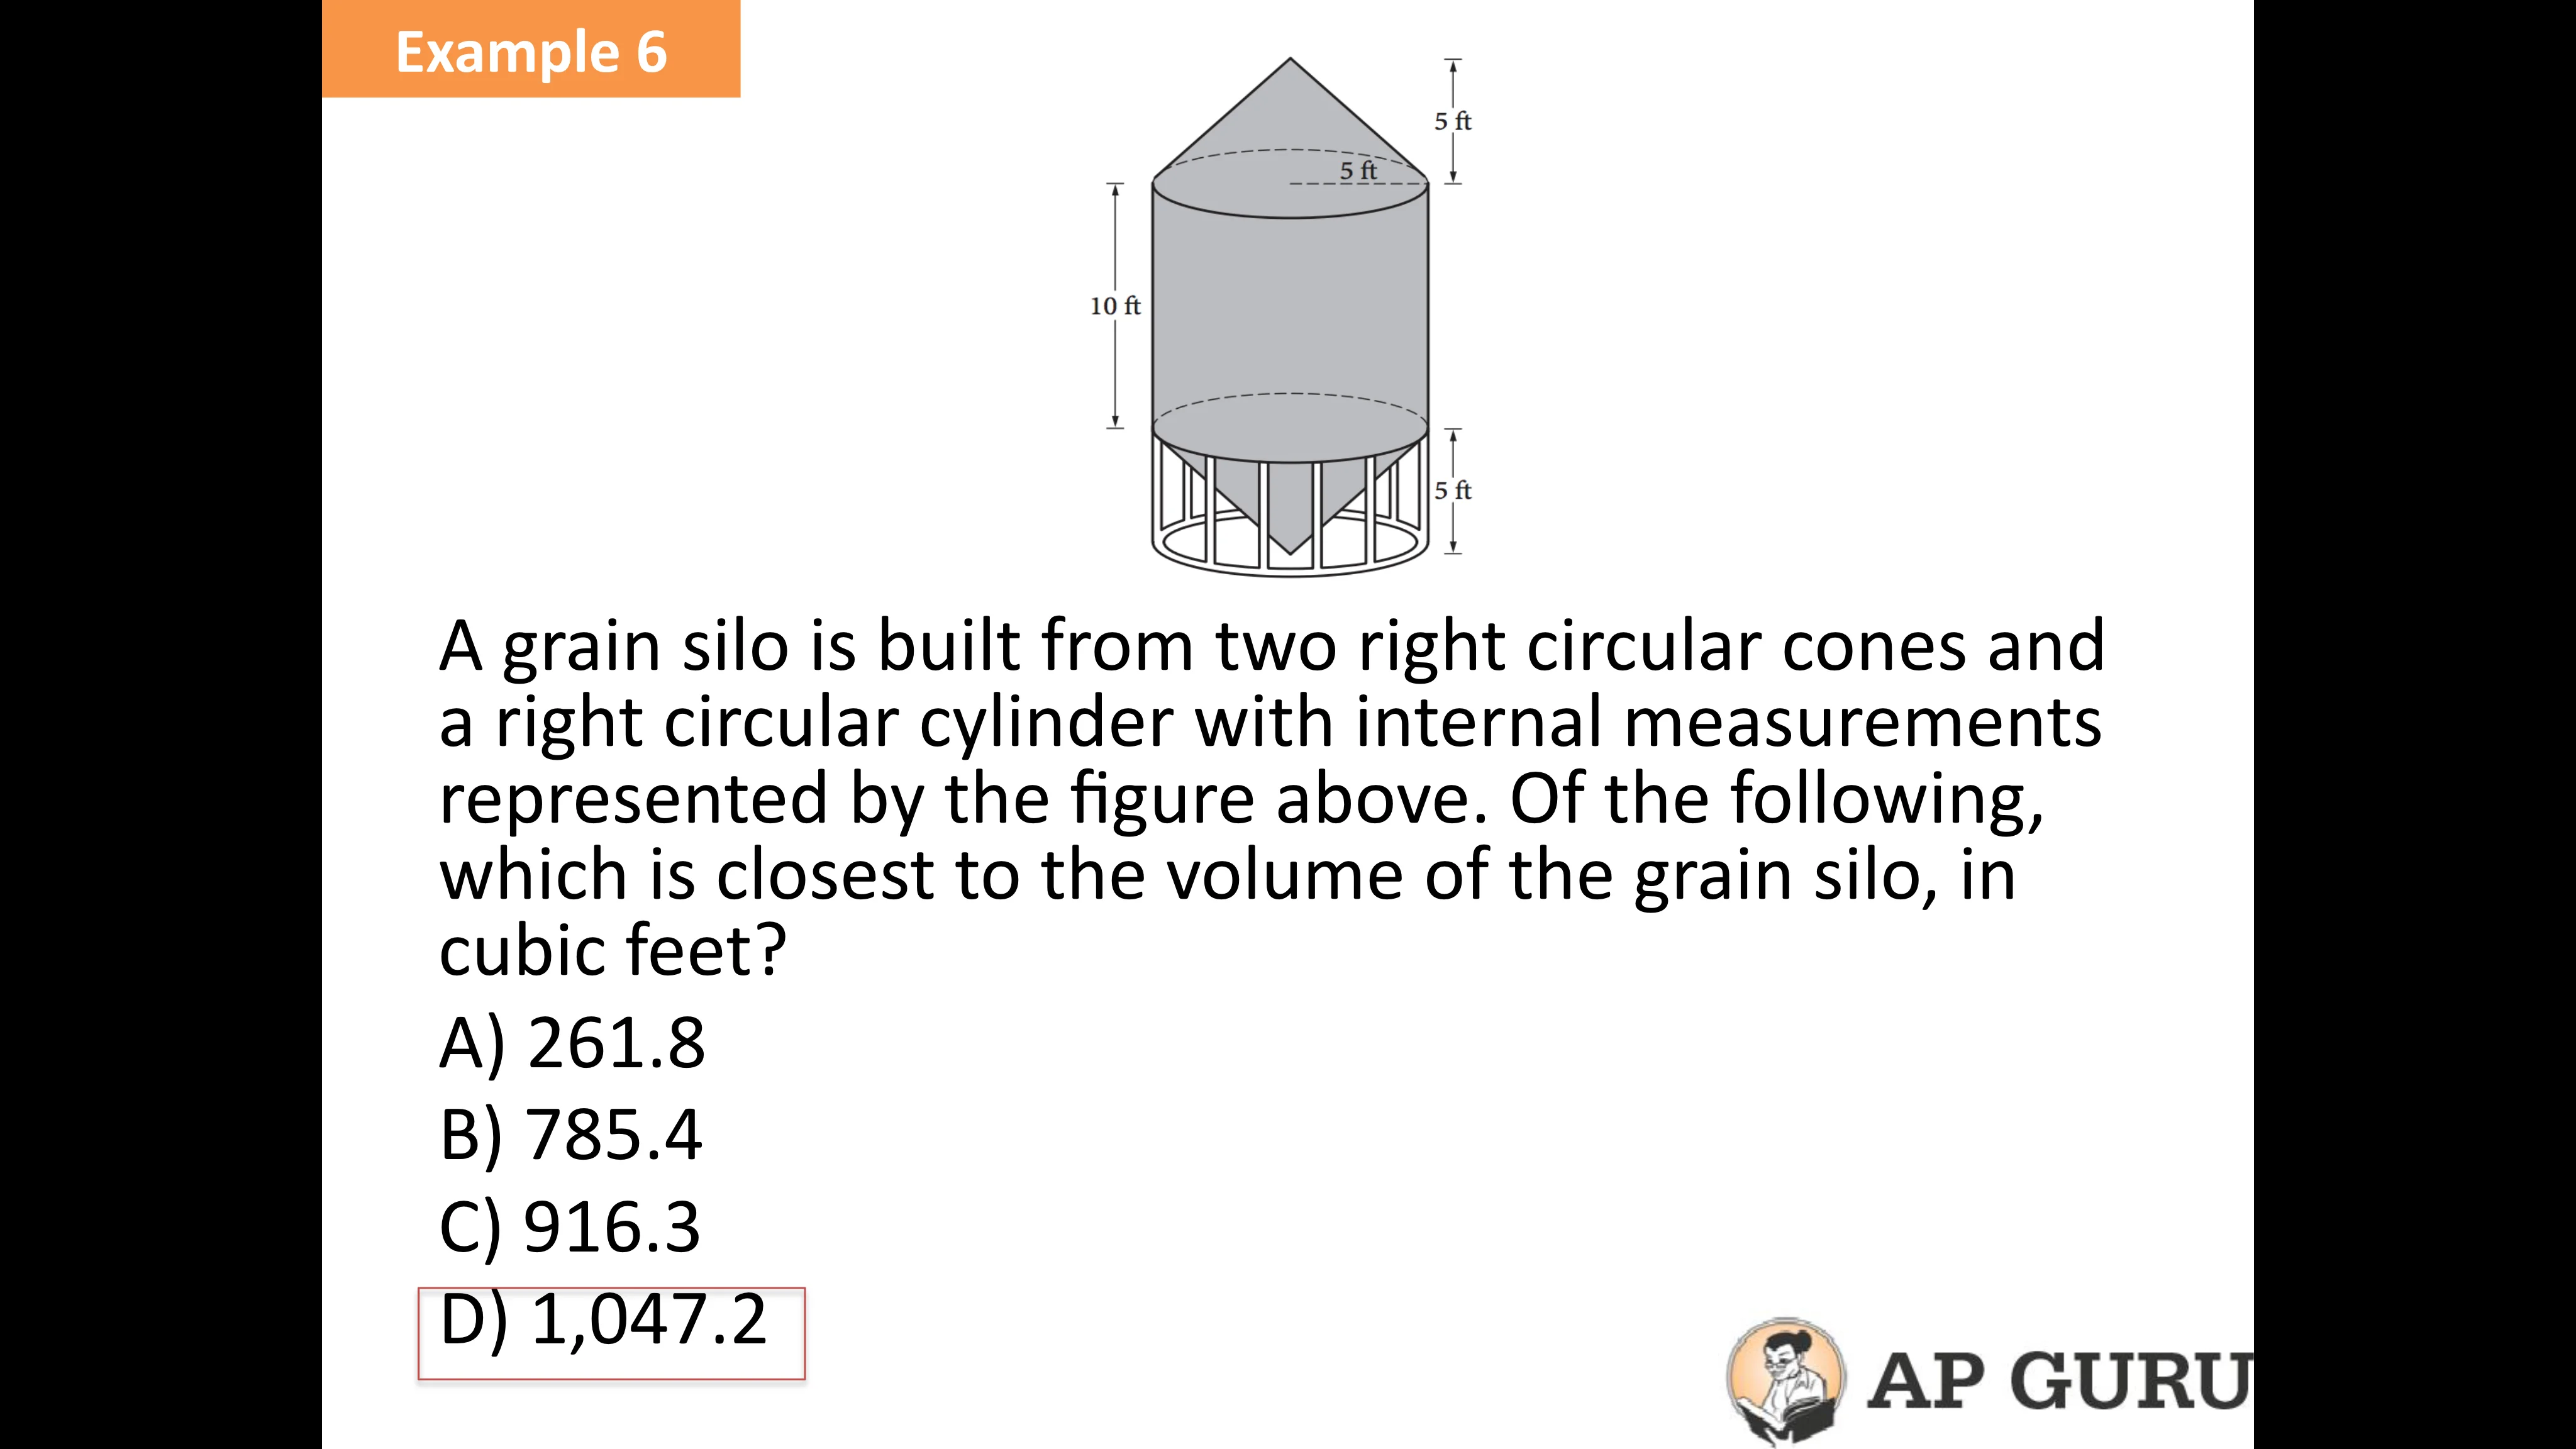 Example 6
5 ft
5 ft
10 ft
5 ft
A grain silo is built from two right circular cones and
a right circular cylinder with internal measurements
represented by the figure above. Of the following,
which is closest to the volume of the grain silo, in
cubic feet?
A) 261.8
B) 785.4
C) 916.3
D) 1,047.2
AP GURU